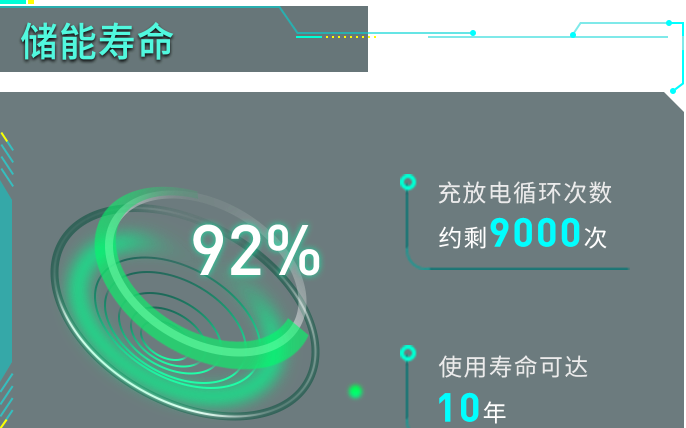 储能寿命
92%
充放电循环次数
约剩9000次
使用寿命可达
10年